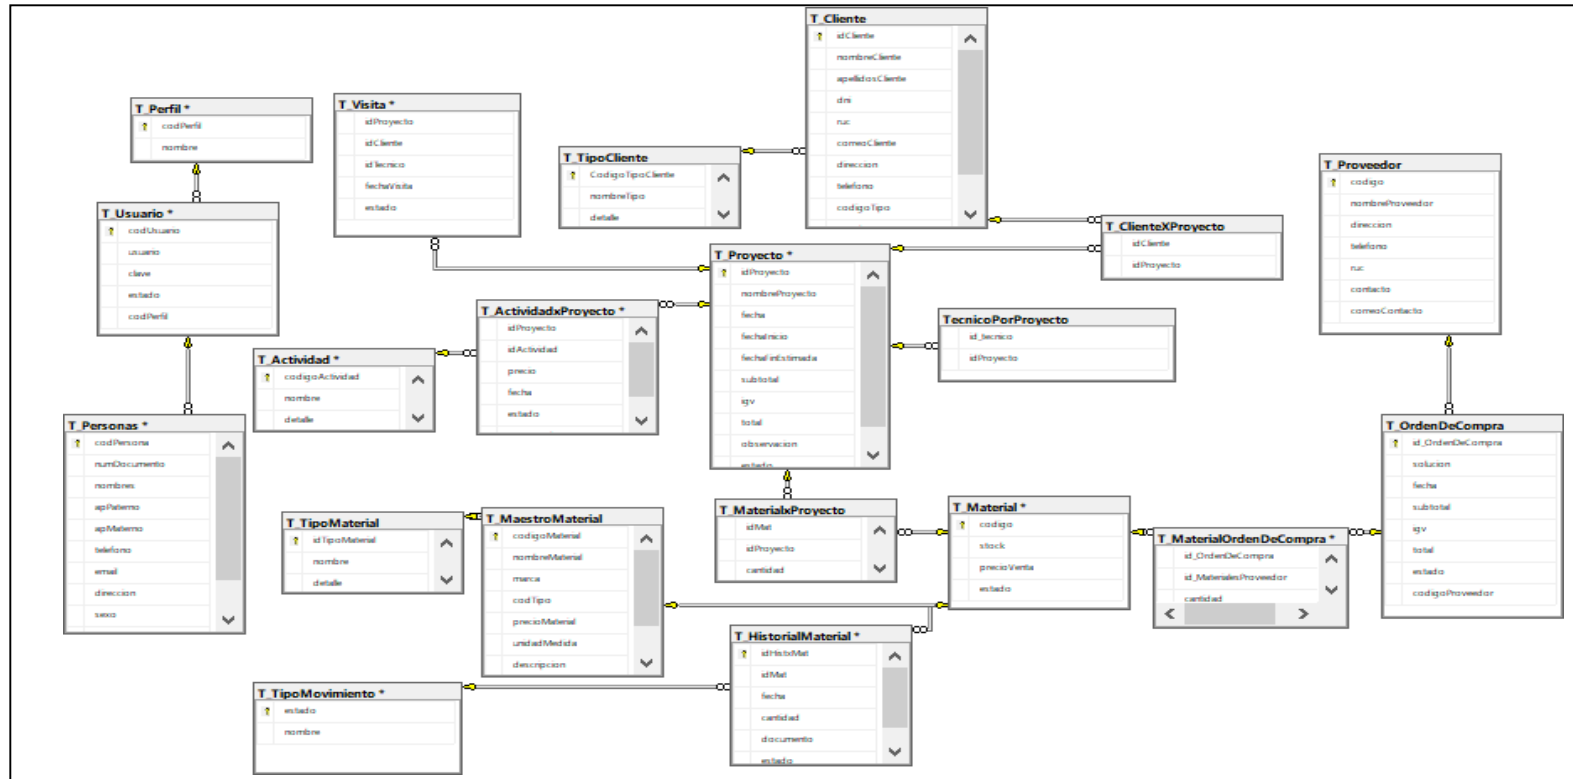 T_Cliente
idCliente
nombreCliente
apellidosCliente
dni
ruc
correoCliente
direccion
telefono
codigoTipo
T_Perfil *
codPerfil
nombre
T_Visita *
idProyecto
idCliente
idTecnico
fechaVisita
estado
T_TipoCliente
CodigoTipoCliente
nombreTipo
detalle
T_Proveedor
codigo
nombreProveedor
direccion
telefono
ruc
contacto
correoContacto
T_Usuario *
codUsuario
usuario
clave
estado
codPerfil
T_ClienteXProyecto
idCliente
idProyecto
T_Proyecto *
idProyecto
nombreProyecto
fecha
fechaInicio
fechaFinEstimada
subtotal
igv
total
observacion
estado
T_ActividadxProyecto *
idProyecto
idActividad
precio
fecha
estado
TecnicoPorProyecto
id_tecnico
idProyecto
T_Actividad *
codigoActividad
nombre
detalle
T_Personas *
codPersona
numDocumento
nombres
apPaterno
apMaterno
telefono
email
direccion
sexo
T_OrdenDeCompra
id_OrdenDeCompra
solucion
fecha
subtotal
igv
total
estado
codigoProveedor
T_TipoMaterial
idTipoMaterial
nombre
detalle
T_MaestroMaterial
codigoMaterial
nombreMaterial
marca
codTipo
precioMaterial
unidadMedida
descripcion
T_MaterialxProyecto
idMat
idProyecto
cantidad
T_Material *
codigo
stock
precioVenta
estado
T_MaterialOrdenDeCompra *
id_OrdenDeCompra
id_MaterialesProveedor
cantidad
T_HistorialMaterial *
idHistxMat
idMat
fecha
cantidad
documento
estado
T_TipoMovimiento *
estado
nombre